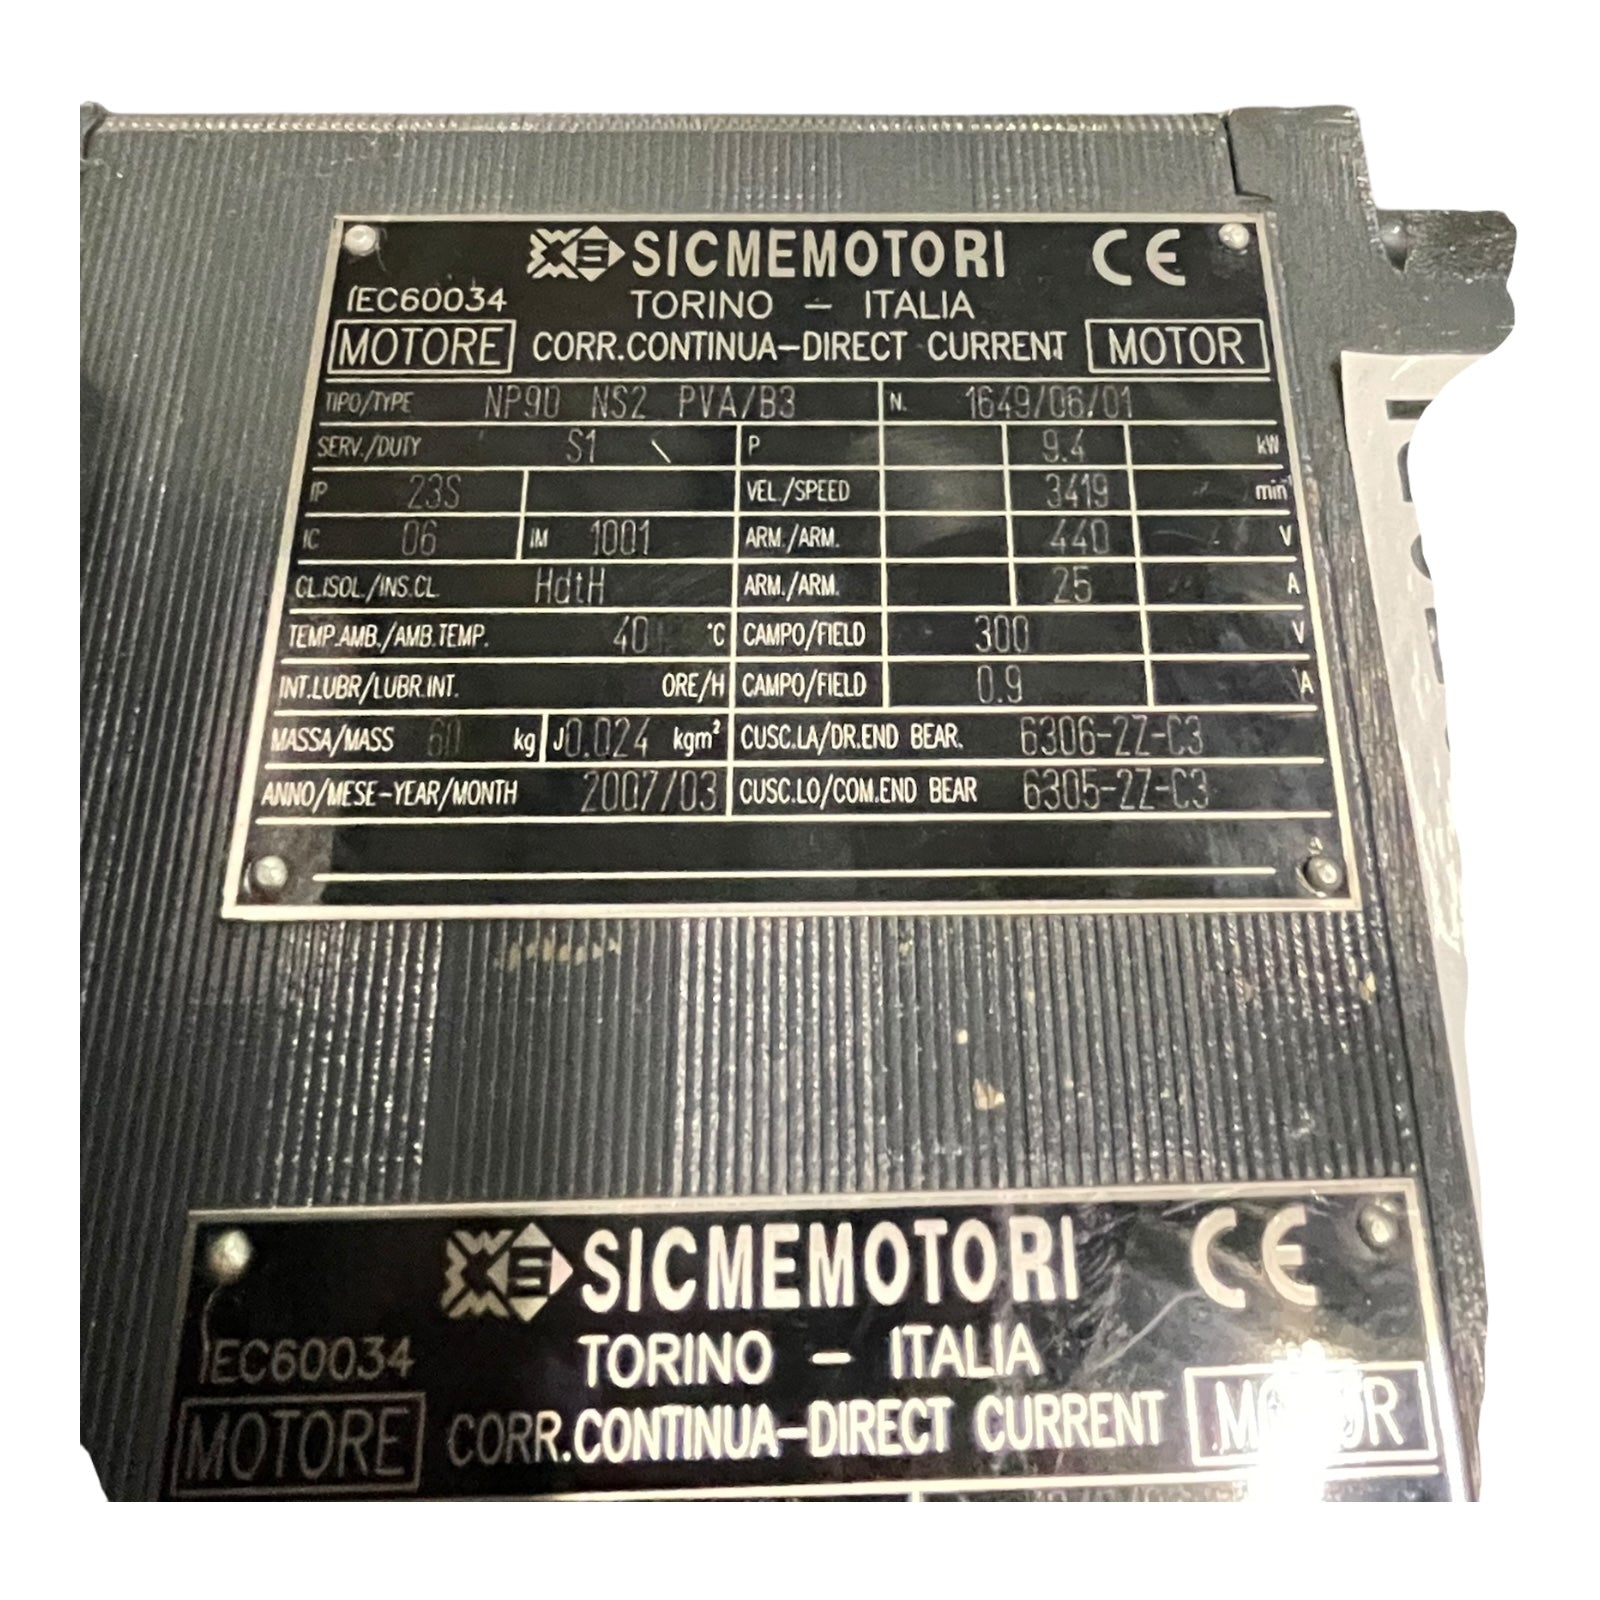 SICMEMOTORI CE
IEC60034 TORINO – ITALIA
MOTORE CORR.CONTINUA–DIRECT CURRENT MOTOR
TIPO/TYPE NP90 NS2 PVA/B3 N. 1649/06/01
SERV./DUTY S1 P 9.4 kW
IP 23S VEL./SPEED 3419 min⁻¹
IC 06 IM 1001 ARM./ARM. 440 V
CL.ISOL./INS.CL. HdtH ARM./ARM. 25 A
TEMP.AMB./AMB.TEMP. 40 °C CAMPO/FIELD 300 V
INT.LUBR/LUBR.INT. ORE/H CAMPO/FIELD 0.9 A
MASSA/MASS 60 kg J 0.024 kgm² CUSC.LA/DR.END BEAR. 6306-2Z-C3
ANNO/MESE–YEAR/MONTH 2007/03 CUSC.LO/COM.END BEAR 6305-2Z-C3
SICMEMOTORI CE
IEC60034 TORINO – ITALIA
MOTORE CORR.CONTINUA–DIRECT CURRENT MOTOR